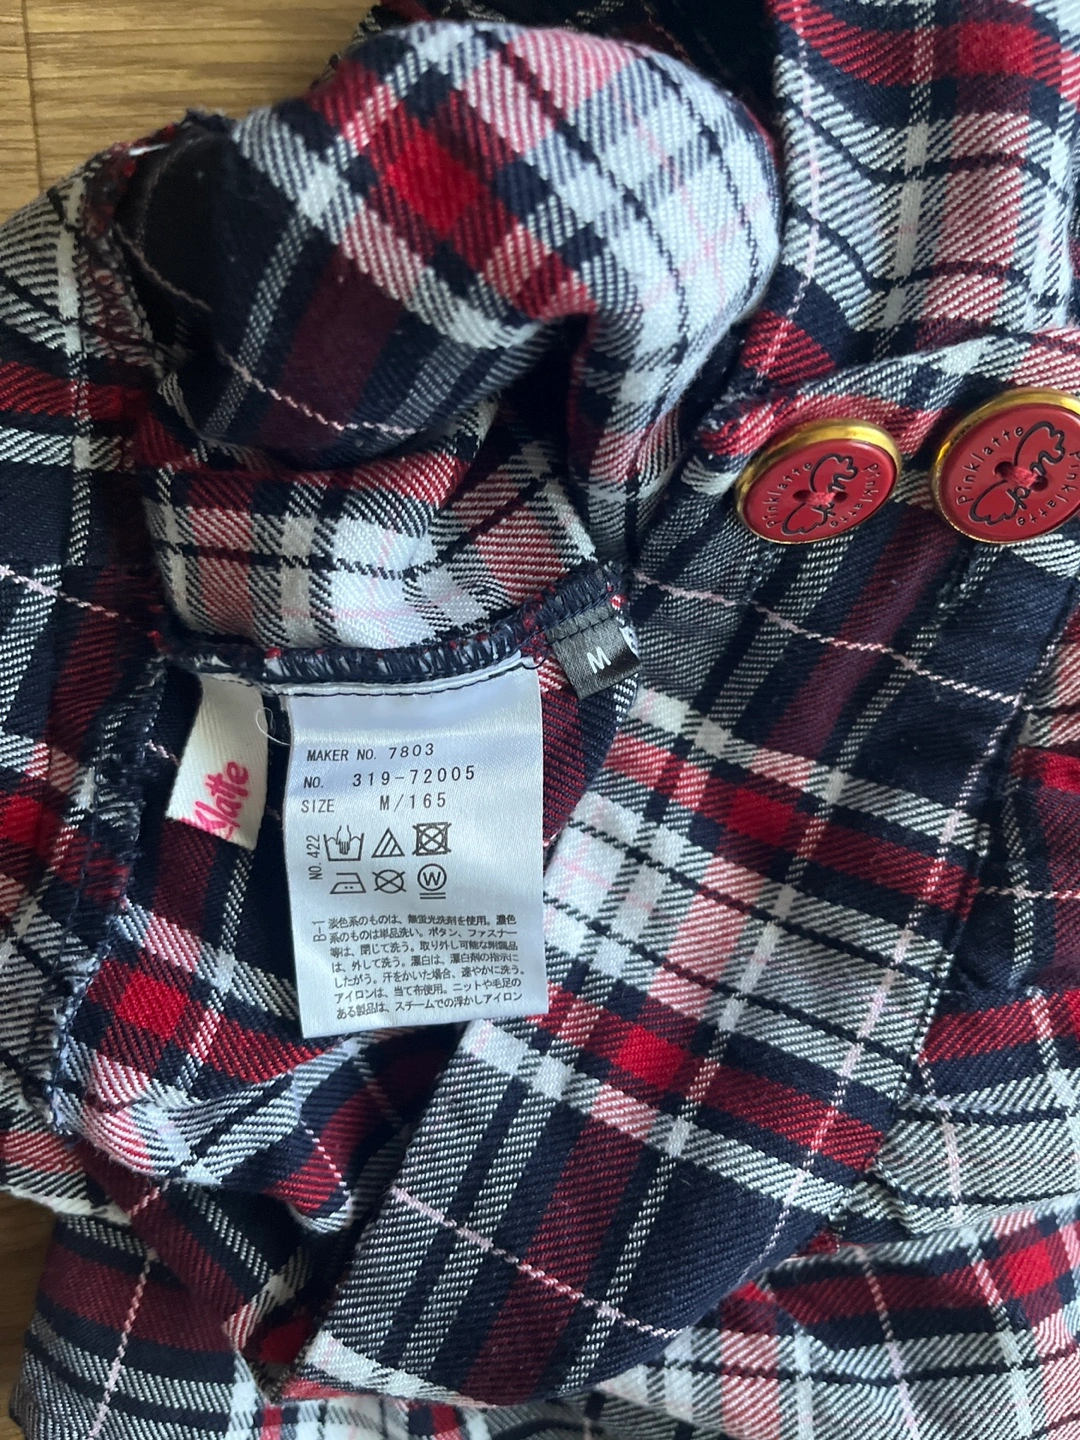 Pinklatte
Pinklatte
Pinklatte
Pinklatte
M
latte
MAKER NO. 7803
NO. 319-72005
SIZE M/165
NO.422
W
B-1
淡色系のものは、無蛍光洗剤を使用。濃色
系のものは単品洗い。ボタン、ファスナー
等は、閉じて洗う。取り外し可能な附属品
は、外して洗う。漂白は、漂白剤の指示に
したがう。汗をかいた場合、速やかに洗う。
アイロンは、当て布使用。ニットや毛足の
ある製品は、スチームでの浮かしアイロン